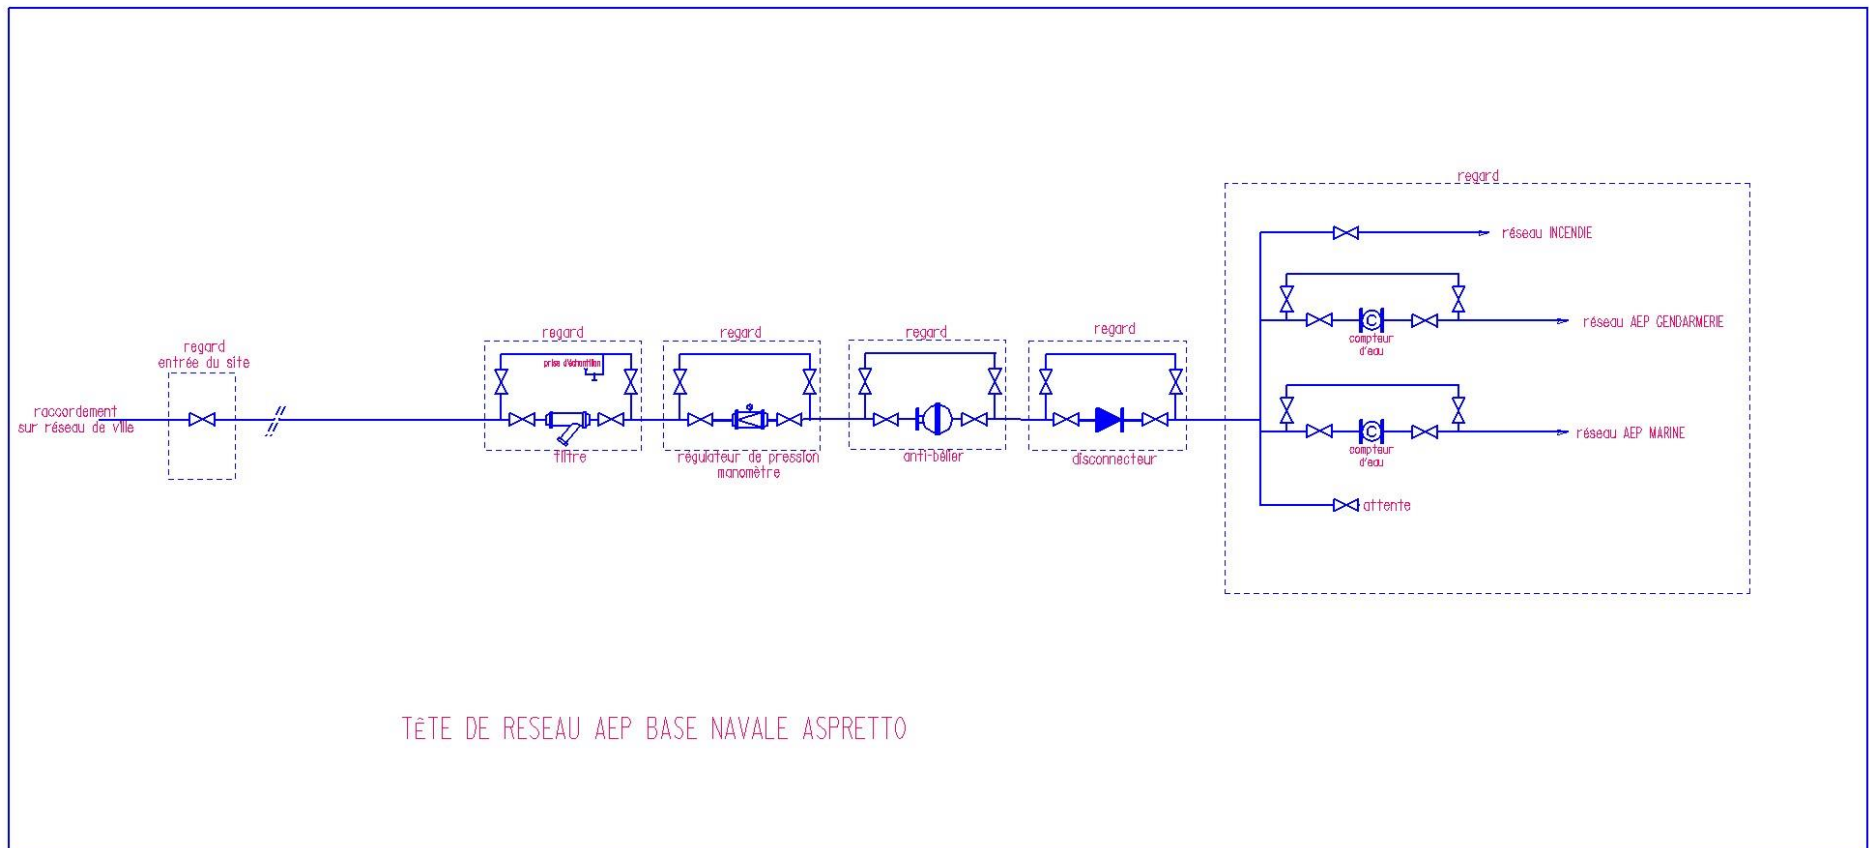 regard
réseau INCENDIE
réseau AEP GENDARMERIE
compteur
d'eau
réseau AEP MARINE
compteur
d'eau
attente
regard
entrée du site
raccordement
sur réseau de ville
regard
prise d'échantillon
filtre
regard
régulateur de pression
manomètre
regard
anti-bélier
regard
disconnecteur
C
C
TêTE DE RESEAU AEP BASE NAVALE ASPRETTO